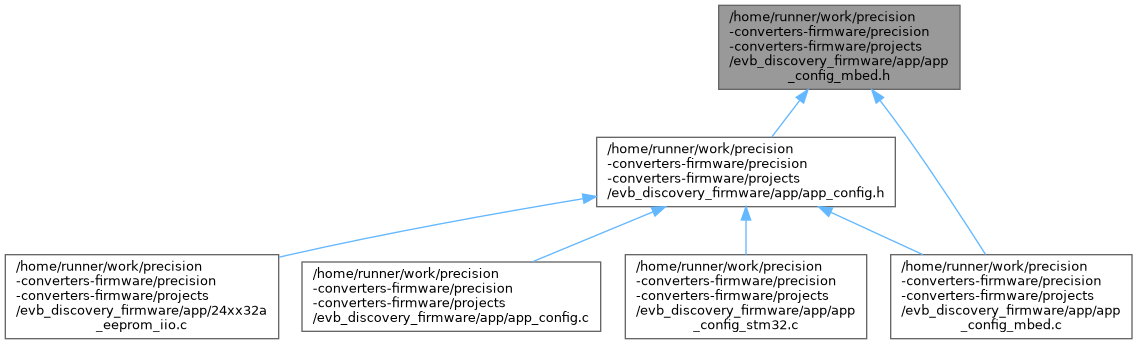 /home/runner/work/precision
-converters-firmware/precision
-converters-firmware/projects
/evb_discovery_firmware/app/app
_config_mbed.h
/home/runner/work/precision
-converters-firmware/precision
-converters-firmware/projects
/evb_discovery_firmware/app/app_config.h
/home/runner/work/precision
-converters-firmware/precision
-converters-firmware/projects
/evb_discovery_firmware/app/24xx32a
_eeprom_iio.c
/home/runner/work/precision
-converters-firmware/precision
-converters-firmware/projects
/evb_discovery_firmware/app/app_config.c
/home/runner/work/precision
-converters-firmware/precision
-converters-firmware/projects
/evb_discovery_firmware/app/app
_config_stm32.c
/home/runner/work/precision
-converters-firmware/precision
-converters-firmware/projects
/evb_discovery_firmware/app/app
_config_mbed.c